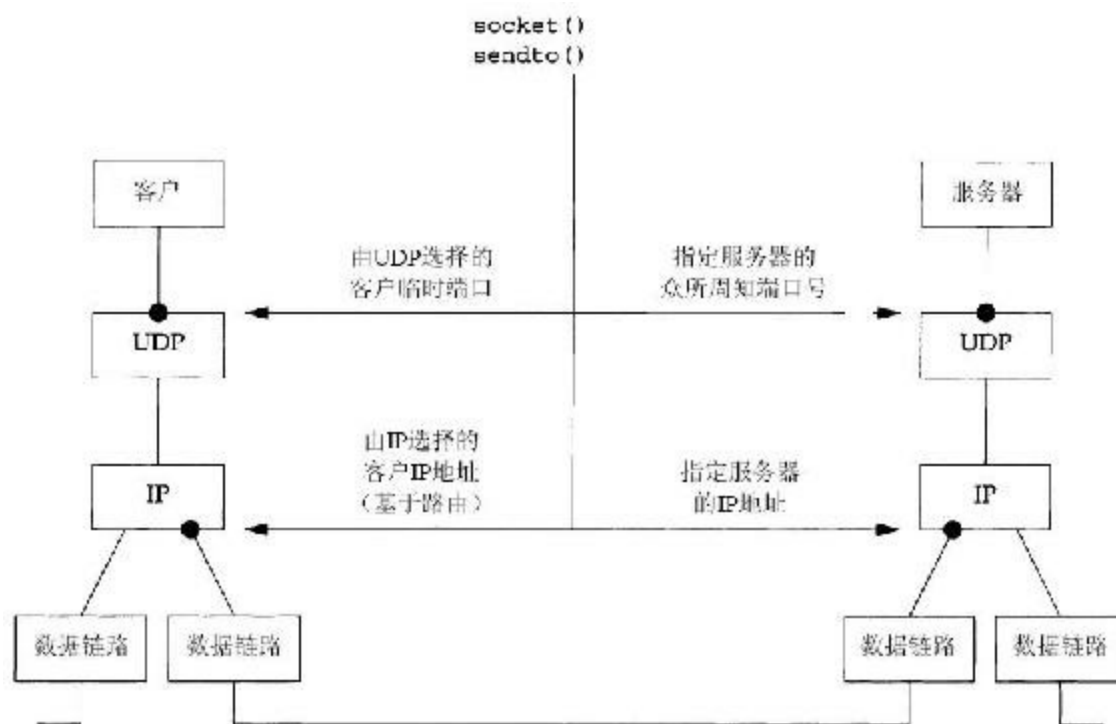 socket()
sendto()
客户
服务器
由UDP选择的
客户临时端口
指定服务器的
众所周知端口号
UDP
UDP
由IP选择的
客户IP地址
(基于路由)
指定服务器
的IP地址
IP
IP
数据链路
数据链路
数据链路
数据链路